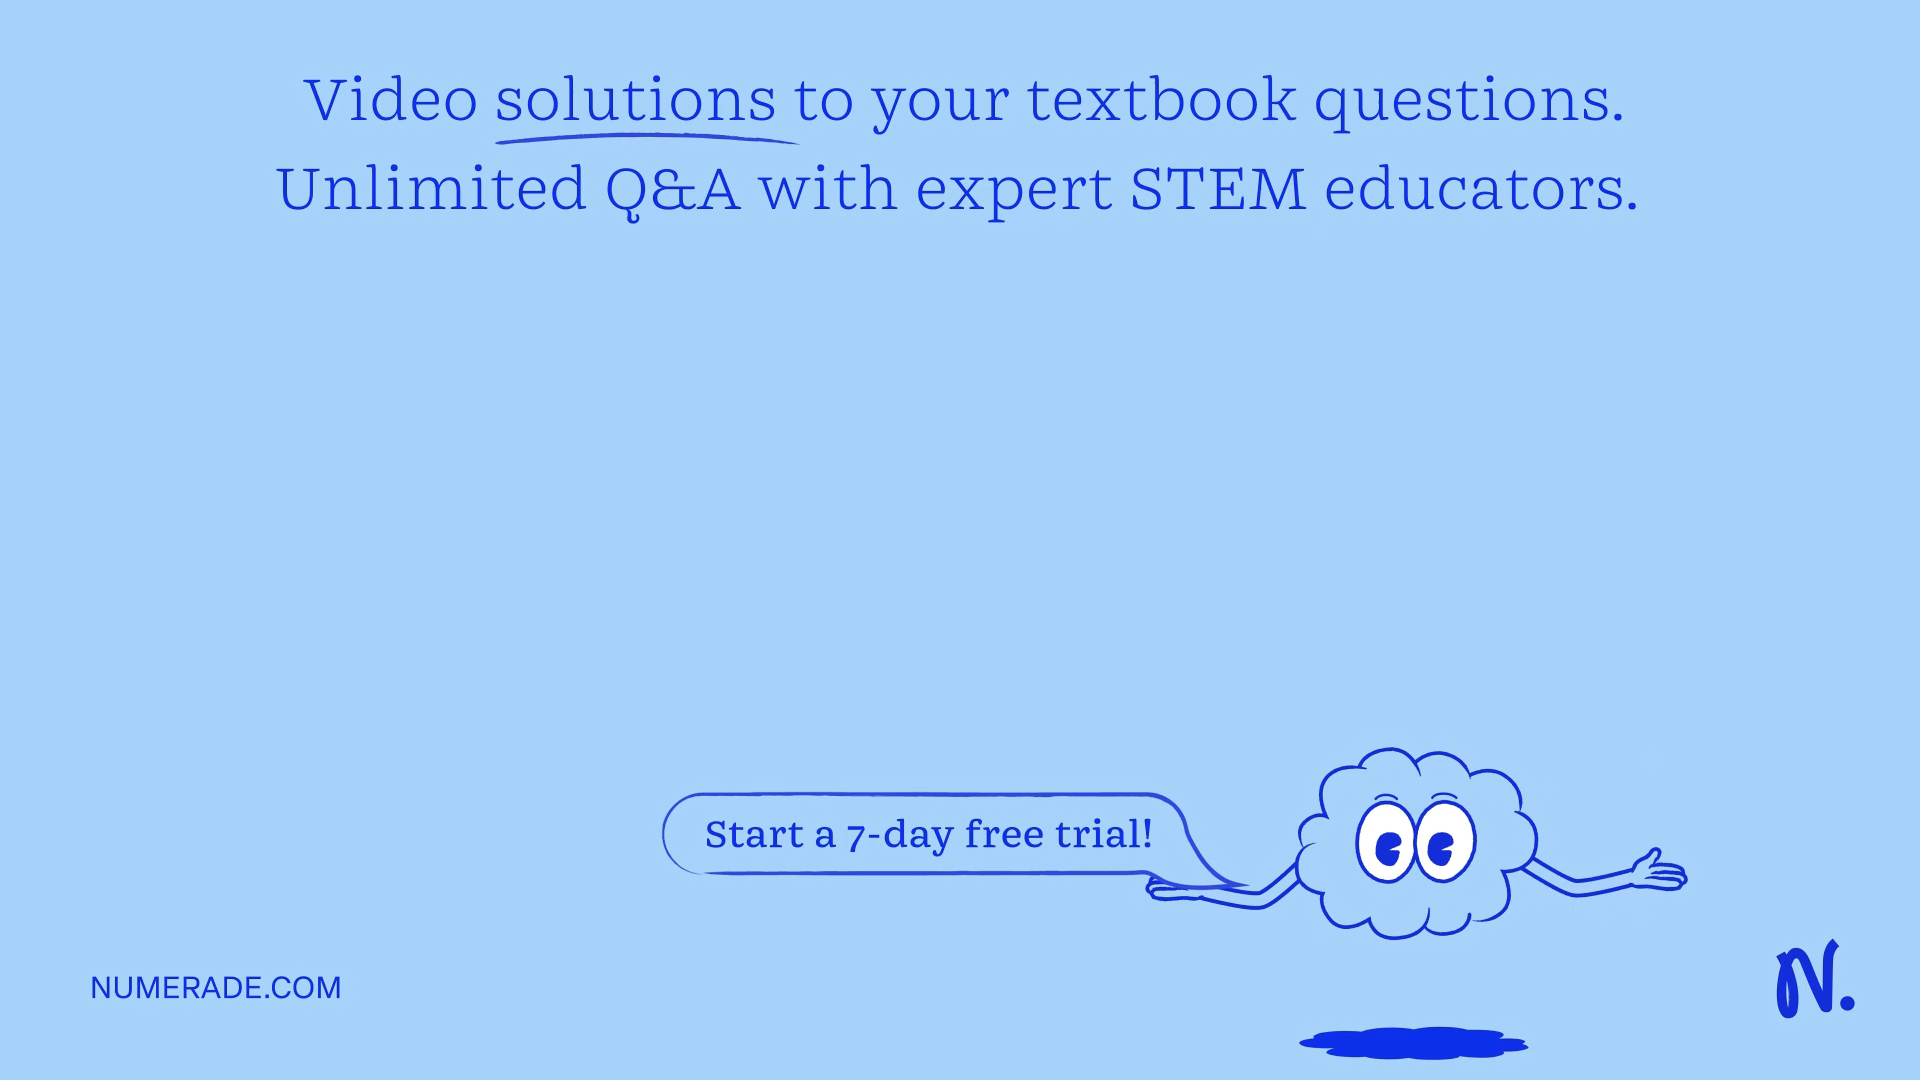 Video solutions to your textbook questions.
Unlimited Q&A with expert STEM educators.
Start a 7-day free trial!
NUMERADE.COM
N.